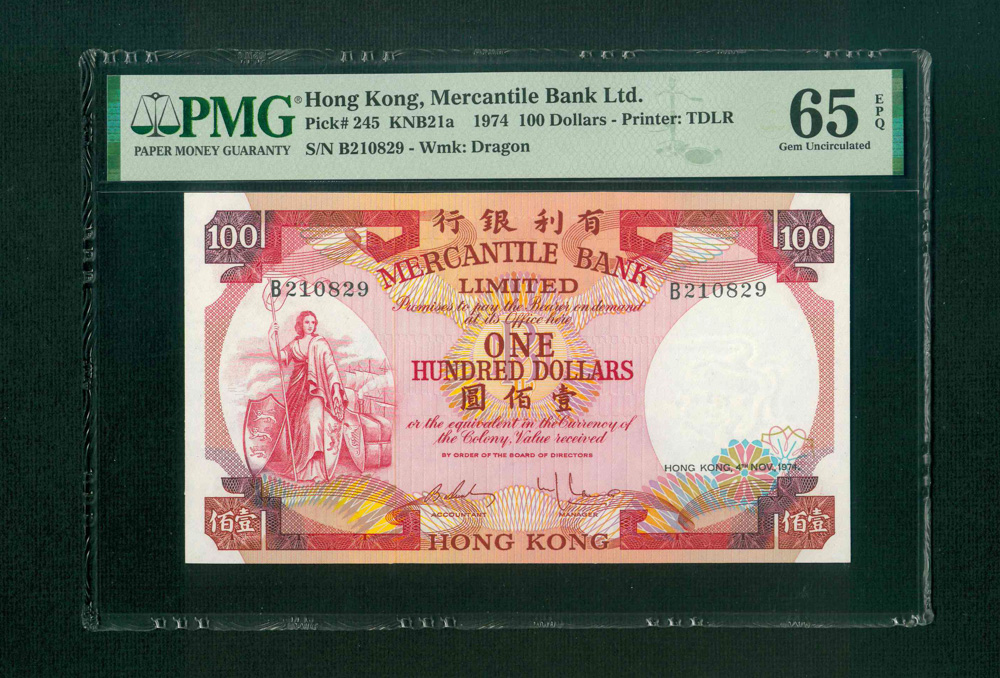 PMG®
PAPER MONEY GUARANTY
Hong Kong, Mercantile Bank Ltd.
Pick# 245 KNB21a 1974 100 Dollars - Printer: TDLR
S/N B210829 - Wmk: Dragon
65 EPQ
Gem Uncirculated
100
行銀利有
100
MERCANTILE BANK
LIMITED
B210829
B210829
Promises to pay the Bearer on demand
at its Office here
ONE
HUNDRED DOLLARS
圓佰壹
or the equivalent in the Currency of
the Colony, Value received
BY ORDER OF THE BOARD OF DIRECTORS
HONG KONG, 4TH NOV, 1974.
ACCOUNTANT
MANAGER
佰壹
HONG KONG
佰壹